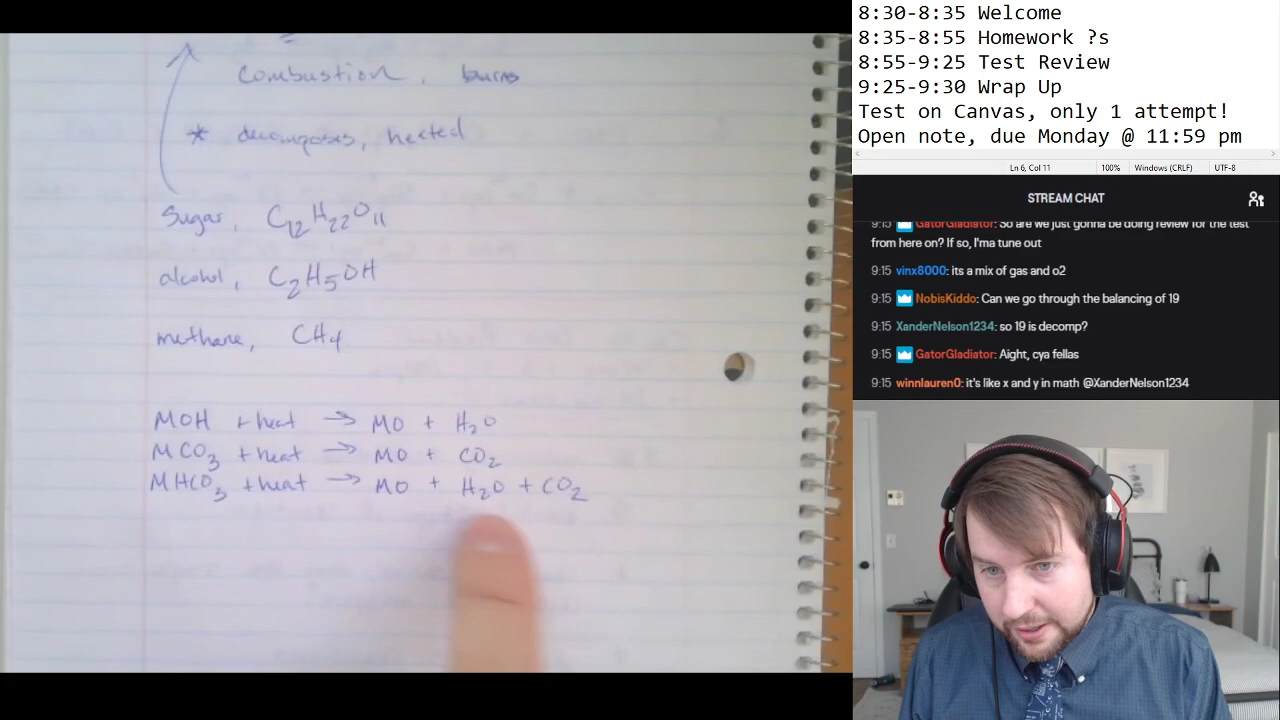 combustion, burns
* decomposes, heated
Sugar, C12H22O11
alcohol, C2H5OH
methane, CH4
MOH + heat → MO + H2O
MCO3 + heat → MO + CO2
MHCO3 + heat → MO + H2O + CO2
8:30-8:35 Welcome
8:35-8:55 Homework ?s
8:55-9:25 Test Review
9:25-9:30 Wrap Up
Test on Canvas, only 1 attempt!
Open note, due Monday @ 11:59 pm
Ln 6, Col 11 100% Windows (CRLF) UTF-8
STREAM CHAT
9:15 GatorGladiator: So are we just gonna be doing review for the test
from here on? If so, I'ma tune out
9:15 vinx8000: its a mix of gas and o2
9:15 NobisKiddo: Can we go through the balancing of 19
9:15 XanderNelson1234: so 19 is decomp?
9:15 GatorGladiator: Aight, cya fellas
9:15 winnlauren0: it's like x and y in math @XanderNelson1234